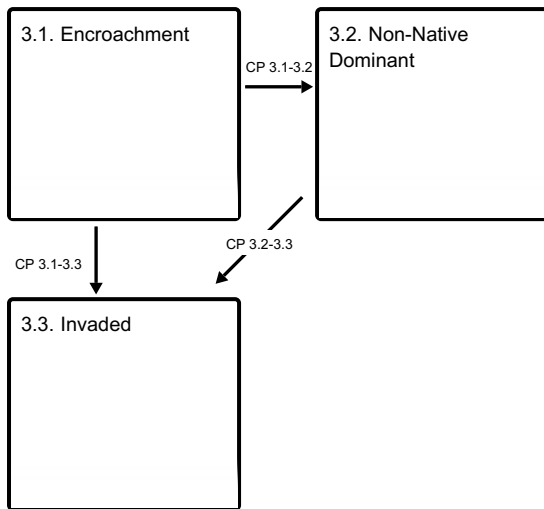 3.1. Encroachment
3.2. Non-Native
Dominant
CP 3.1-3.2
CP 3.2-3.3
CP 3.1-3.3
3.3. Invaded